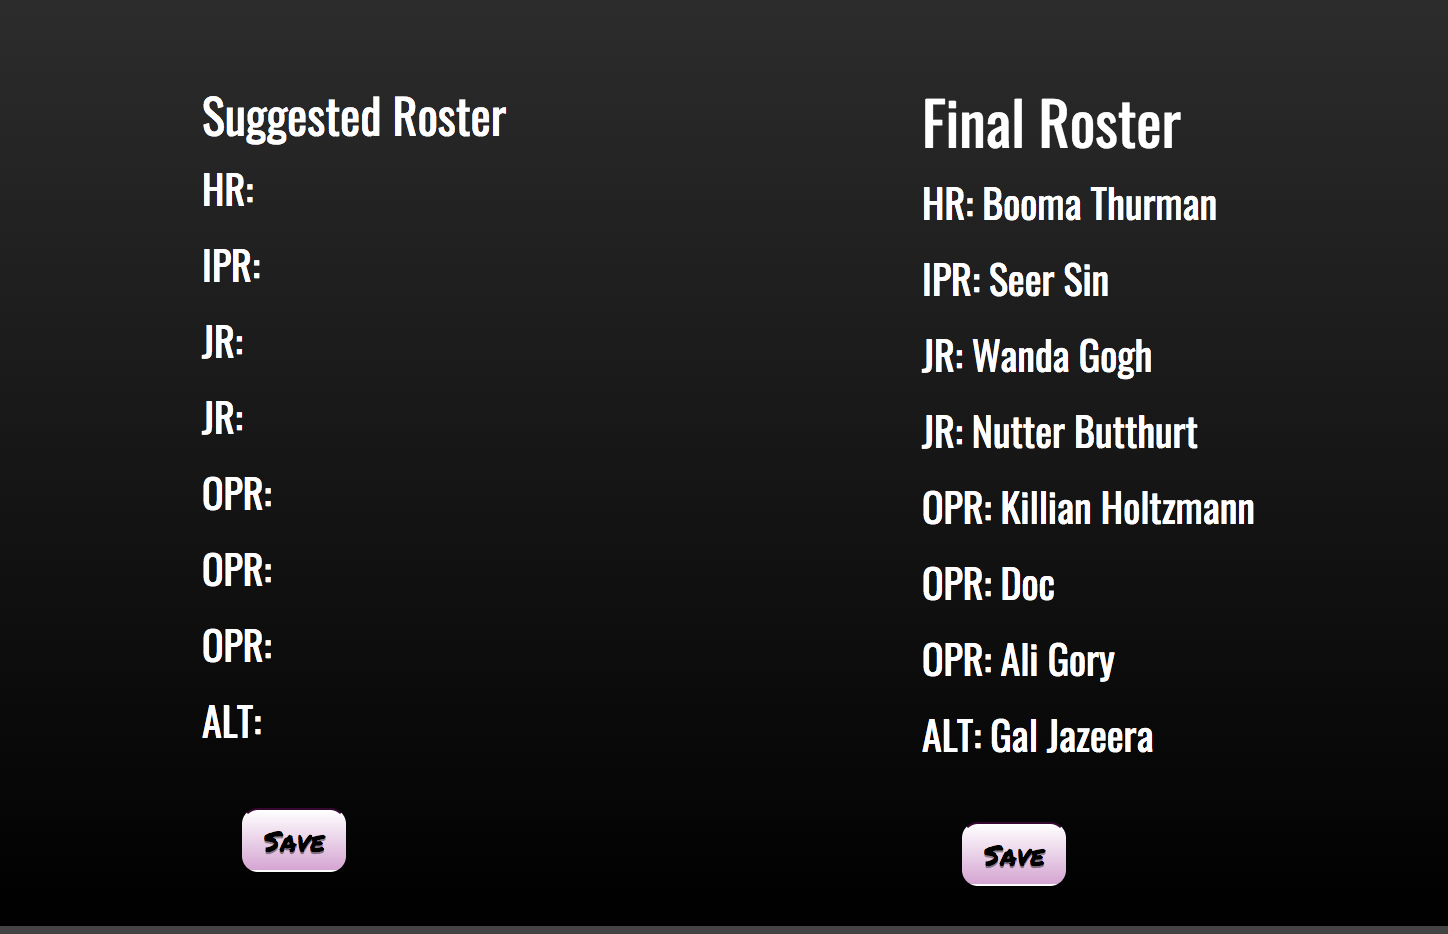 Suggested Roster
HR:
IPR:
JR:
JR:
OPR:
OPR:
OPR:
ALT:
Save
Final Roster
HR: Booma Thurman
IPR: Seer Sin
JR: Wanda Gogh
JR: Nutter Butthurt
OPR: Killian Holtzmann
OPR: Doc
OPR: Ali Gory
ALT: Gal Jazeera
Save